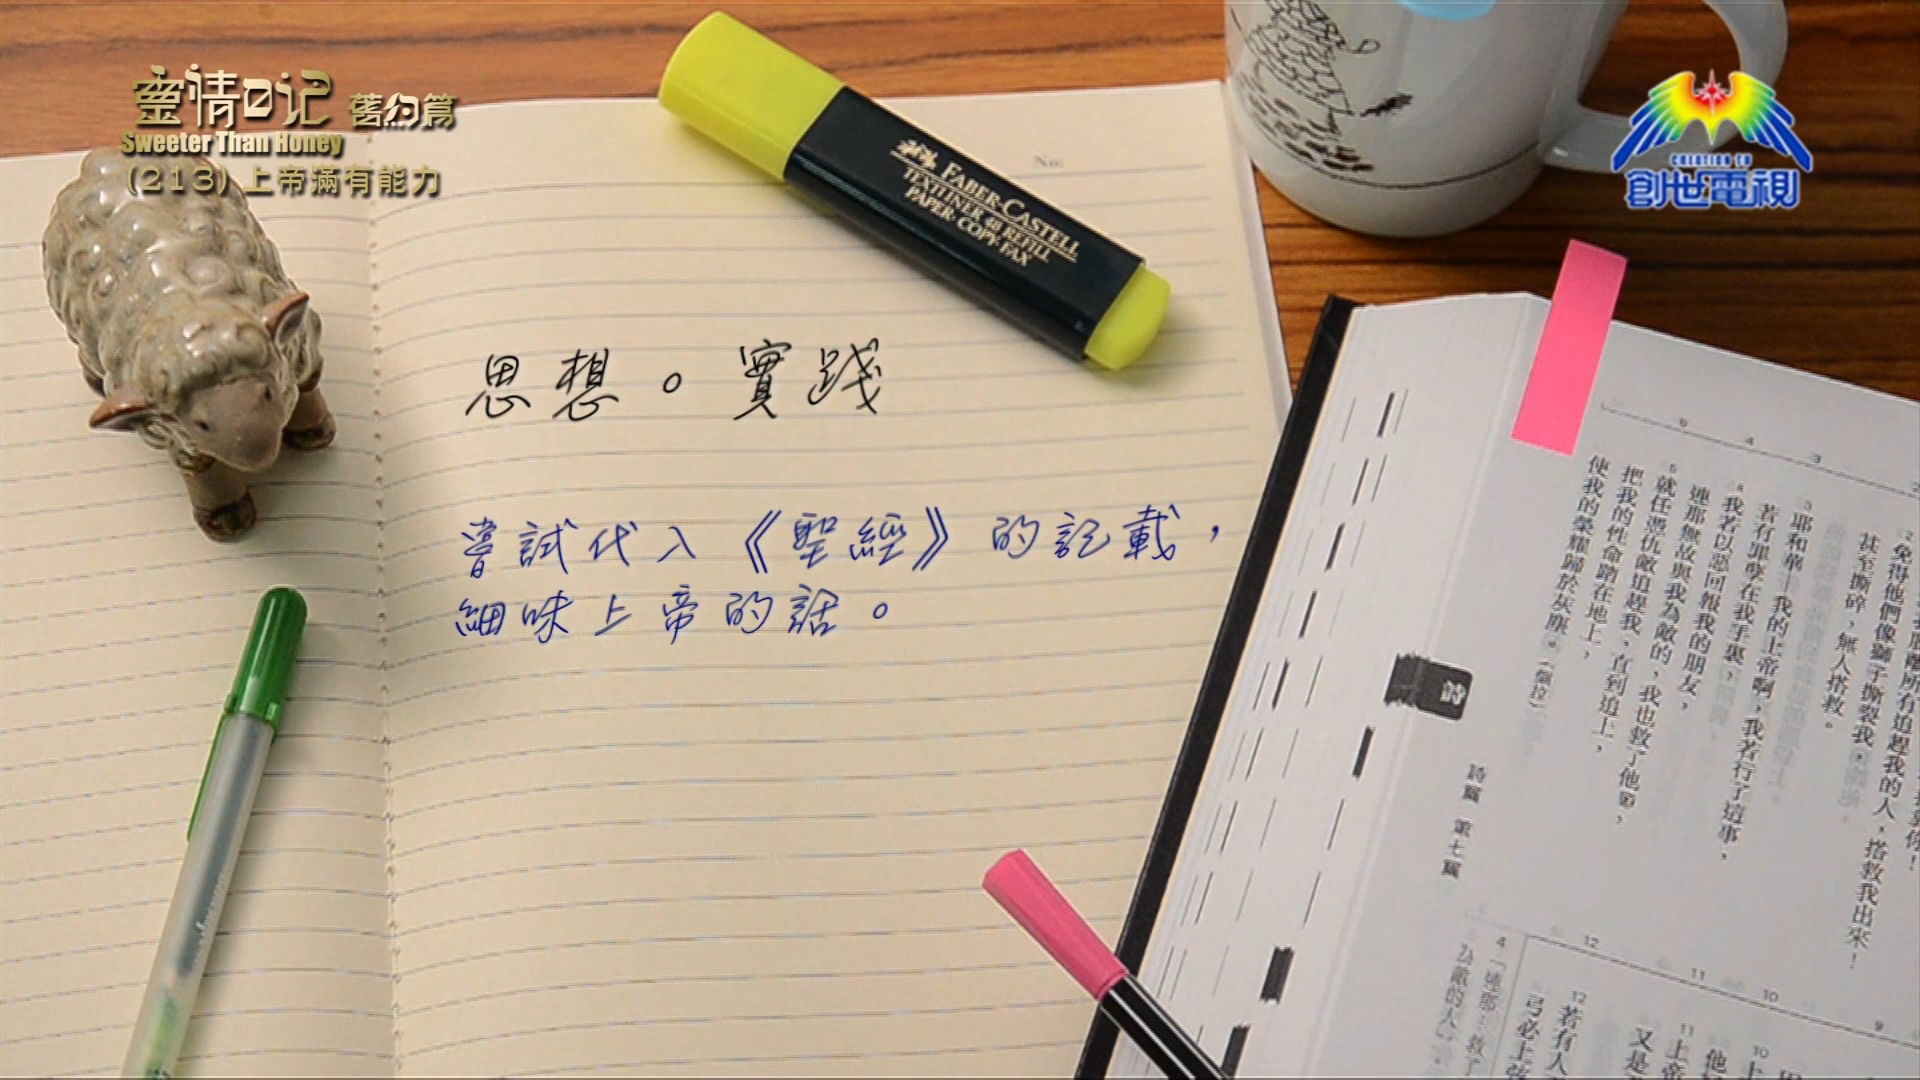 靈情日记 舊約篇
Sweeter Than Honey
(213) 上帝滿有能力
CREATION TV
創世電視
No:
FABER-CASTELL
TEXTLINER 48 REFILL
PAPER·COPY·FAX
思想。實踐
嘗試代入《聖經》的記載，
細味上帝的話。
免得他們像獅子撕裂我，
甚至撕碎，無人搭救。
耶和華－我的上帝啊，我若行了這事，
若有罪孽在我手裏，
我若以惡回報我的朋友，
連那無故與我為敵的，我也救了他，
就任憑仇敵追趕我，直到追上，
把我的性命踏在地上，
使我的榮耀歸於灰塵。（細拉）
詩
詩篇 第七篇